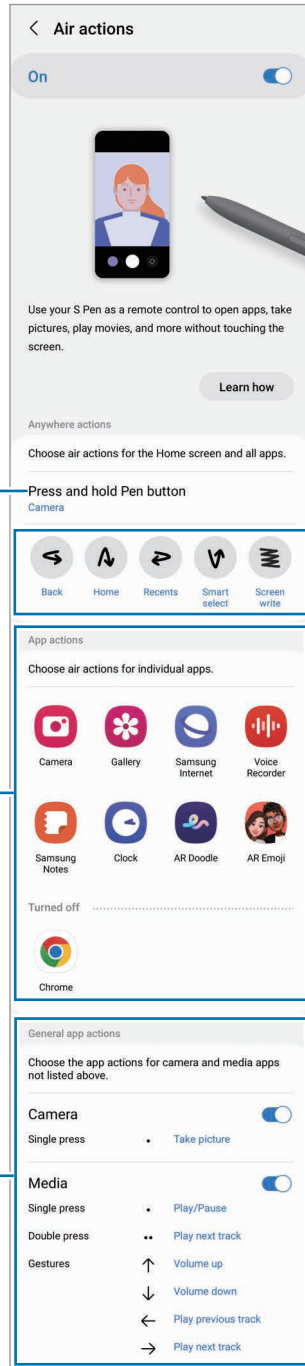 Air actions
On
Use your S Pen as a remote control to open apps, take
pictures, play movies, and more without touching the
screen.
Learn how
Anywhere actions
Choose air actions for the Home screen and all apps.
Press and hold Pen button
Camera
Back Home Recents Smart select Screen write
App actions
Choose air actions for individual apps.
Camera Gallery Samsung Internet Voice Recorder
Samsung Notes Clock AR Doodle AR Emoji
Turned off
Chrome
General app actions
Choose the app actions for camera and media apps
not listed above.
Camera
Single press • Take picture
Media
Single press • Play/Pause
Double press •• Play next track
Gestures ↑ Volume up
↓ Volume down
← Play previous track
→ Play next track